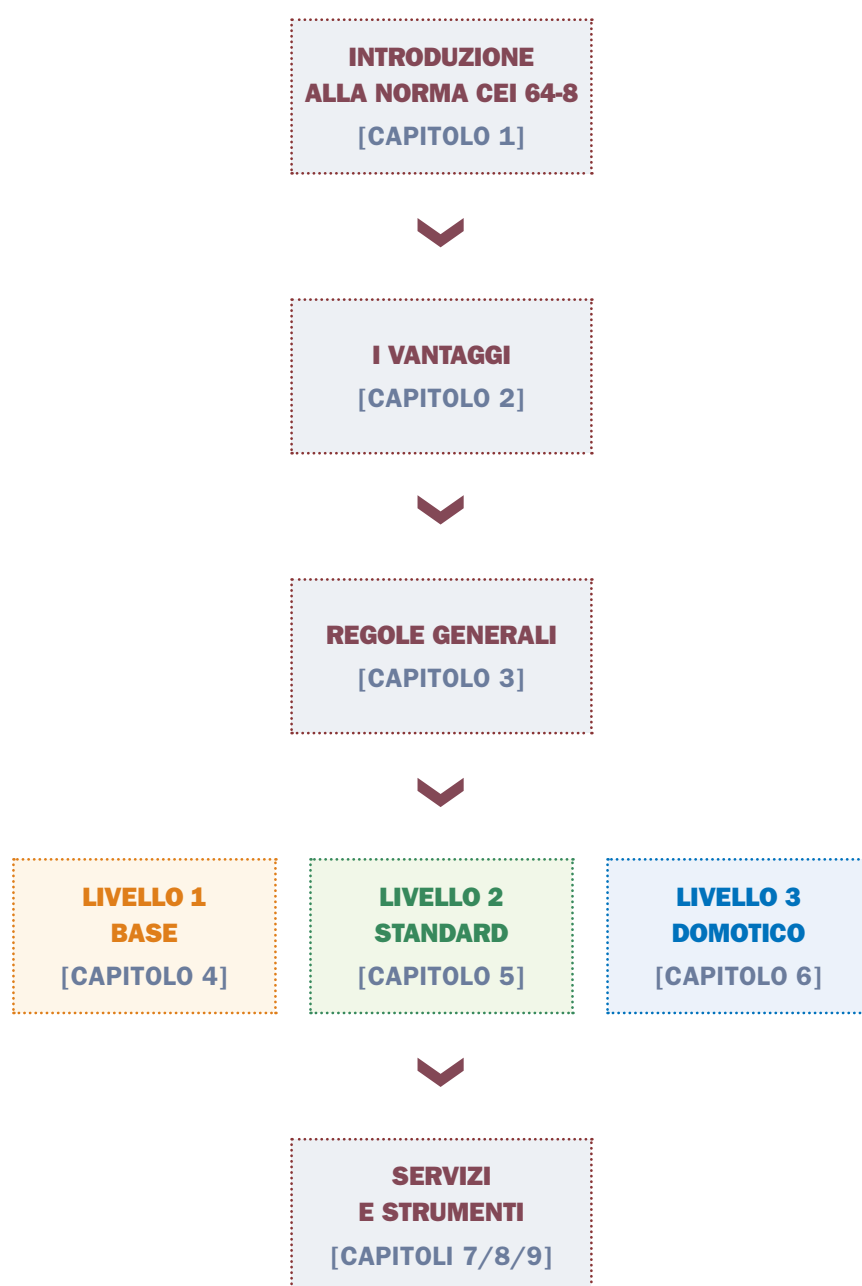 INTRODUZIONE
ALLA NORMA CEI 64-8
[CAPITOLO 1]
I VANTAGGI
[CAPITOLO 2]
REGOLE GENERALI
[CAPITOLO 3]
LIVELLO 1
BASE
[CAPITOLO 4]
LIVELLO 2
STANDARD
[CAPITOLO 5]
LIVELLO 3
DOMOTICO
[CAPITOLO 6]
SERVIZI
E STRUMENTI
[CAPITOLI 7/8/9]